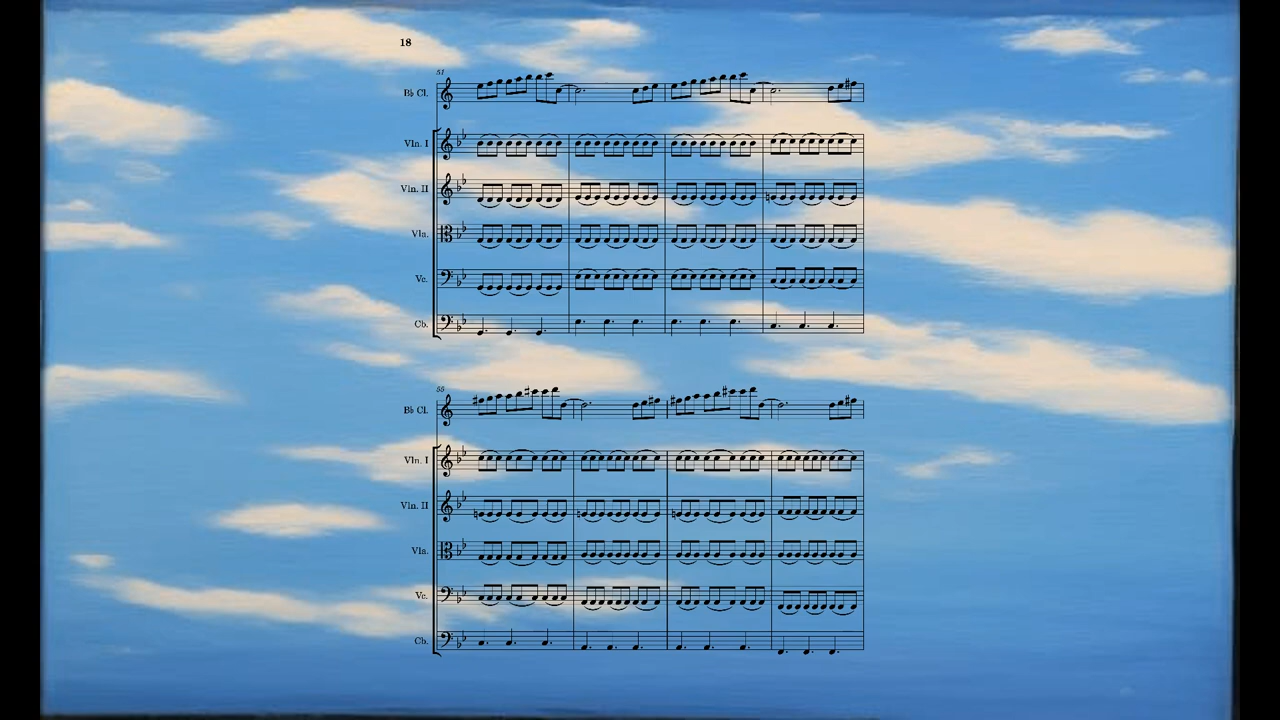 18
51
B♭ Cl.
Vln. I
Vln. II
Vla.
Vc.
Cb.
55
B♭ Cl.
Vln. I
Vln. II
Vla.
Vc.
Cb.